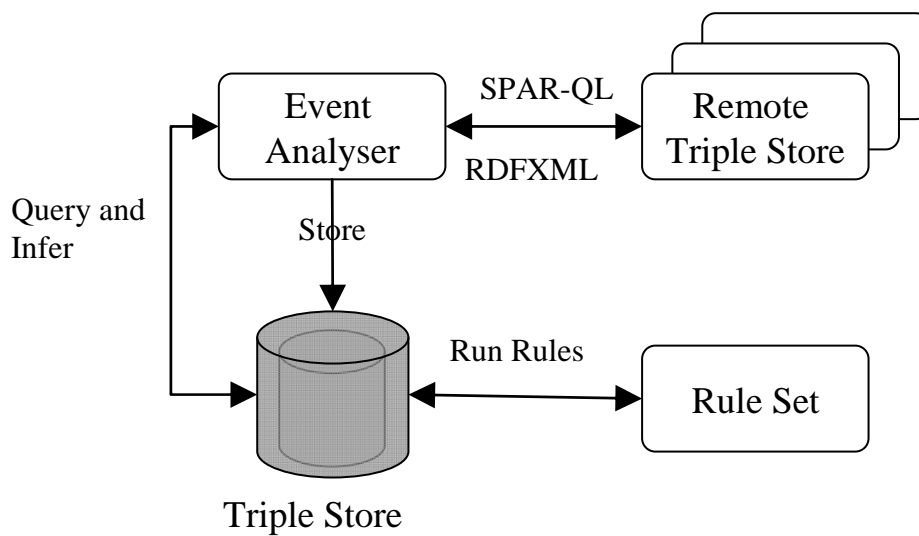 Event
Analyser
SPAR-QL
RDFXML
Remote
Triple Store
Query and
Infer
Store
Run Rules
Rule Set
Triple Store